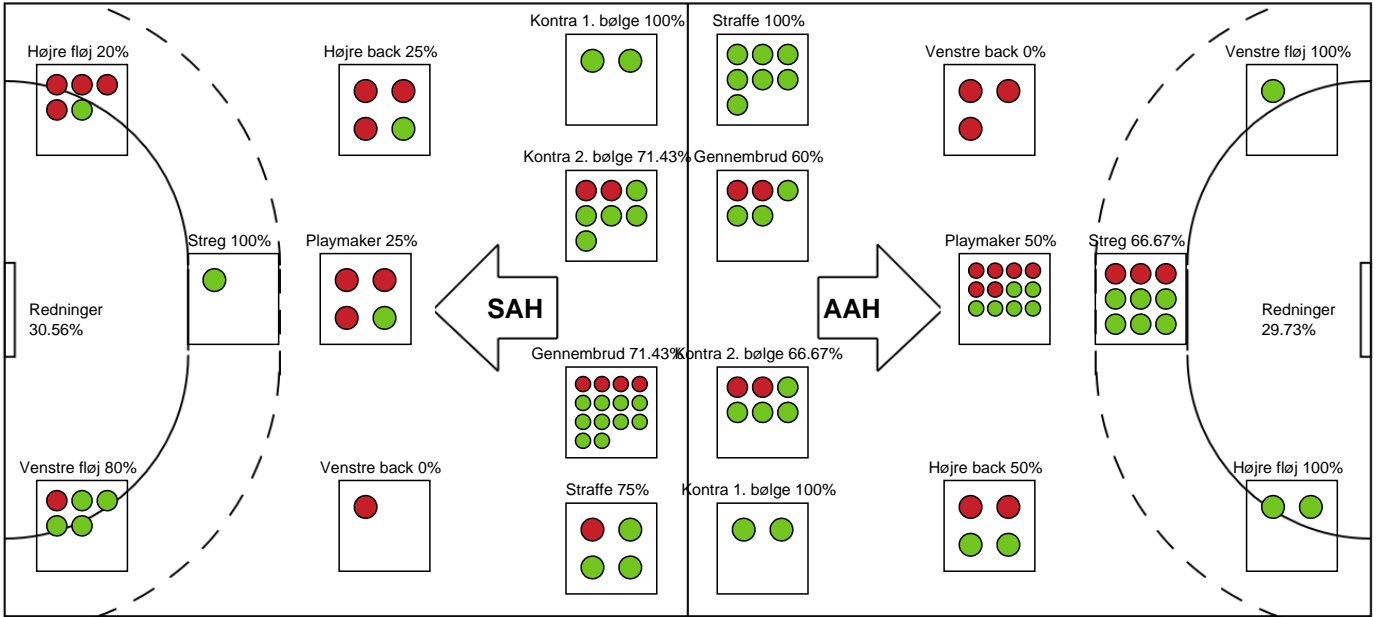 Kontra 1. bølge 100%
Straffe 100%
Højre fløj 20%
Højre back 25%
Venstre back 0%
Venstre fløj 100%
Kontra 2. bølge 71.43%
Gennembrud 60%
Streg 100%
Playmaker 25%
Playmaker 50%
Streg 66.67%
SAH
AAH
Redninger
30.56%
Redninger
29.73%
Gennembrud 71.43%
Kontra 2. bølge 66.67%
Venstre fløj 80%
Venstre back 0%
Højre back 50%
Højre fløj 100%
Straffe 75%
Kontra 1. bølge 100%